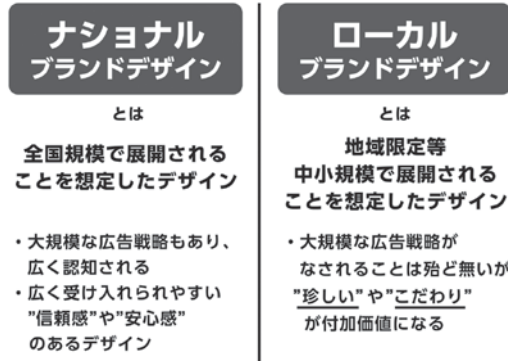 ナショナル
ブランドデザイン
とは
全国規模で展開される
ことを想定したデザイン
・大規模な広告戦略もあり、
広く認知される
・広く受け入れられやすい
”信頼感”や”安心感”
のあるデザイン
ローカル
ブランドデザイン
とは
地域限定等
中小規模で展開される
ことを想定したデザイン
・大規模な広告戦略が
なされることは殆ど無いが
”珍しい”や”こだわり”
が付加価値になる